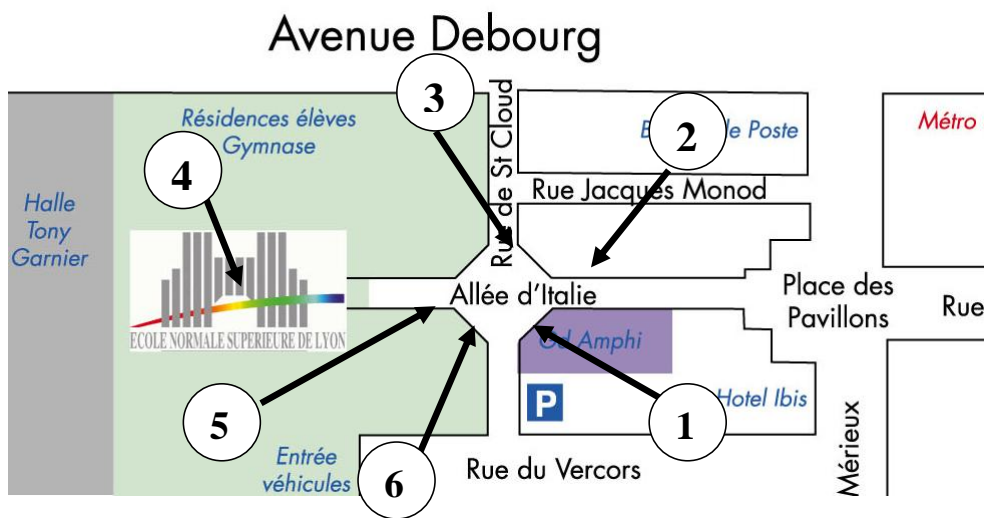 Avenue Debourg
3
Rue de St Cloud
2
Résidences élèves
Gymnase
le Poste
Métro
4
Rue Jacques Monod
Halle
Tony
Garnier
Allée d'Italie
Place des
Pavillons
Rue
ECOLE NORMALE SUPERIEURE DE LYON
Gd Amphi
5
P
1
Hotel Ibis
Entrée
véhicules
6
Rue du Vercors
Mérieux